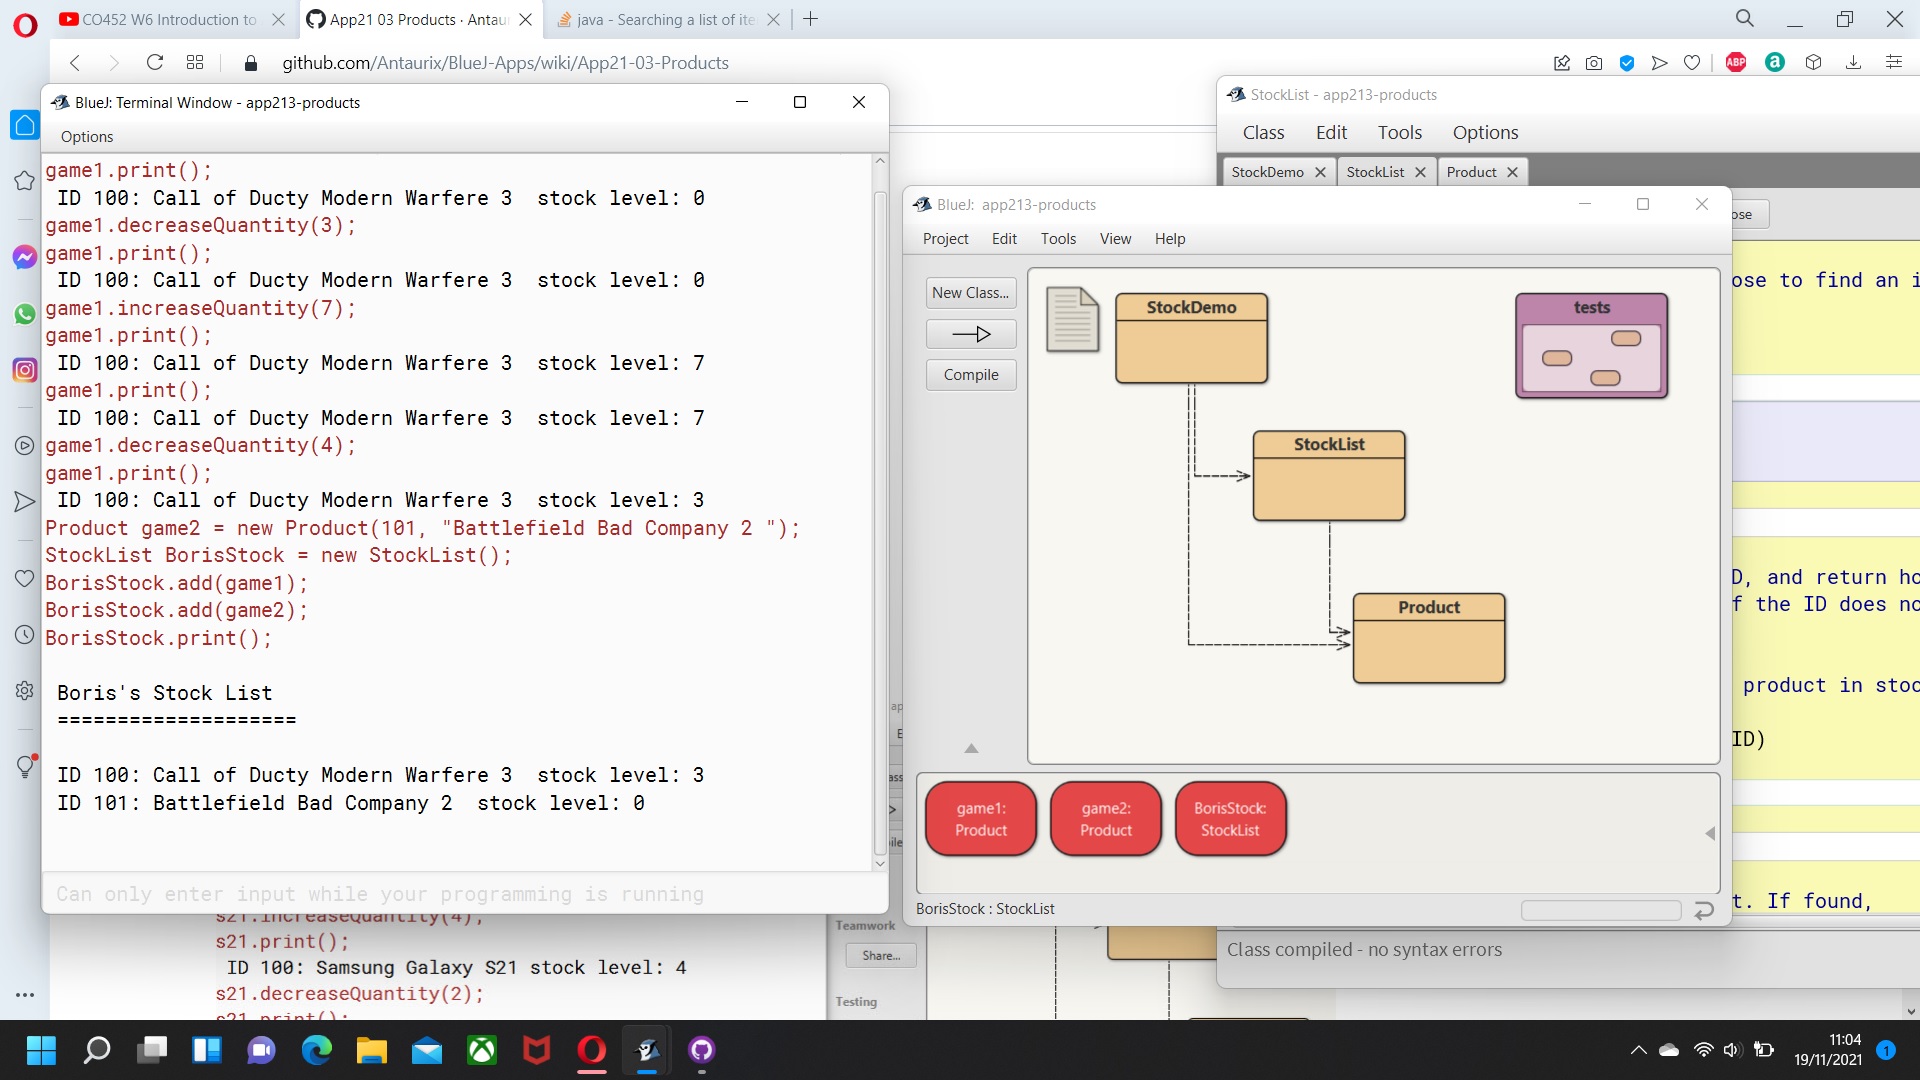 CO452 W6 Introduction to
App21 03 Products · Antau
java - Searching a list of ite
github.com/Antaurix/BlueJ-Apps/wiki/App21-03-Products
ABP
a
BlueJ: Terminal Window - app213-products
Options
game1.print();
ID 100: Call of Ducty Modern Warfere 3 stock level: 0
game1.decreaseQuantity(3);
game1.print();
ID 100: Call of Ducty Modern Warfere 3 stock level: 0
game1.increaseQuantity(7);
game1.print();
ID 100: Call of Ducty Modern Warfere 3 stock level: 7
game1.print();
ID 100: Call of Ducty Modern Warfere 3 stock level: 7
game1.decreaseQuantity(4);
game1.print();
ID 100: Call of Ducty Modern Warfere 3 stock level: 3
Product game2 = new Product(101, "Battlefield Bad Company 2 ");
StockList BorisStock = new StockList();
BorisStock.add(game1);
BorisStock.add(game2);
BorisStock.print();
Boris's Stock List
====================
ID 100: Call of Ducty Modern Warfere 3 stock level: 3
ID 101: Battlefield Bad Company 2 stock level: 0
Can only enter input while your programming is running
s21.increaseQuantity(4);
s21.print();
ID 100: Samsung Galaxy S21 stock level: 4
s21.decreaseQuantity(2);
s21.print();
Teamwork
Share...
Testing
StockList - app213-products
Class Edit Tools Options
StockDemo
StockList
Product
ose
ose to find an i
D, and return ho
f the ID does no
product in stoc
ID)
t. If found,
Class compiled - no syntax errors
BlueJ: app213-products
Project Edit Tools View Help
New Class...
Compile
StockDemo
tests
StockList
Product
game1:
Product
game2:
Product
BorisStock:
StockList
BorisStock : StockList
11:04
19/11/2021
1